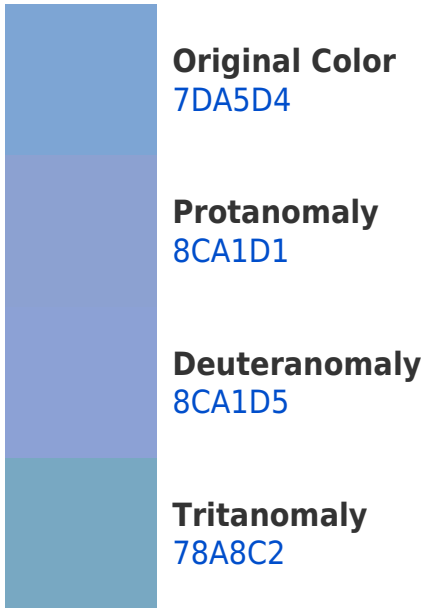 Original Color
7DA5D4
Protanomaly
8CA1D1
Deuteranomaly
8CA1D5
Tritanomaly
78A8C2